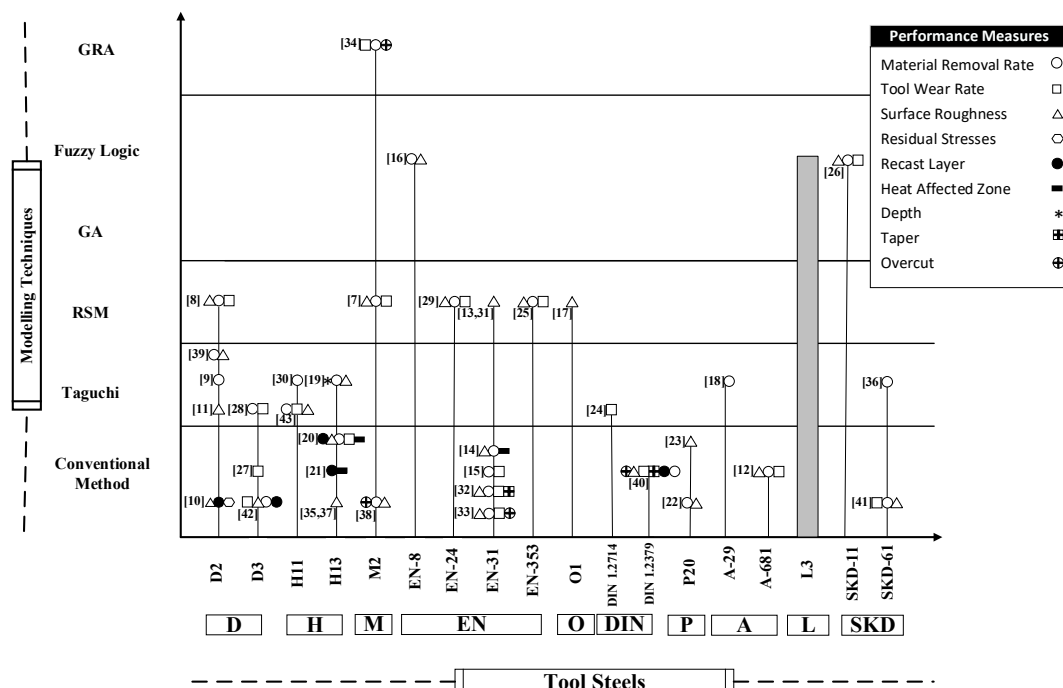 GRA
Fuzzy Logic
GA
RSM
Taguchi
Conventional
Method
Modelling Techniques
Performance Measures
Material Removal Rate
Tool Wear Rate
Surface Roughness
Residual Stresses
Recast Layer
Heat Affected Zone
Depth *
Taper
Overcut
[34]
[16]
[26]
[8]
[7]
[29]
[13,31]
[25]
[17]
[39]
[9]
[30]
[19]*
[18]
[36]
[11]
[28]
[43]
[24]
[20]
[14]
[23]
[27]
[21]
[15]
[40]
[12]
[10]
[42]
[35,37]
[38]
[32]
[33]
[22]
[41]
D2
D3
H11
H13
M2
EN-8
EN-24
EN-31
EN-353
O1
DIN 1.2714
DIN 1.2379
P20
A-29
A-681
L3
SKD-11
SKD-61
D
H
M
EN
O
DIN
P
A
L
SKD
Tool Steels